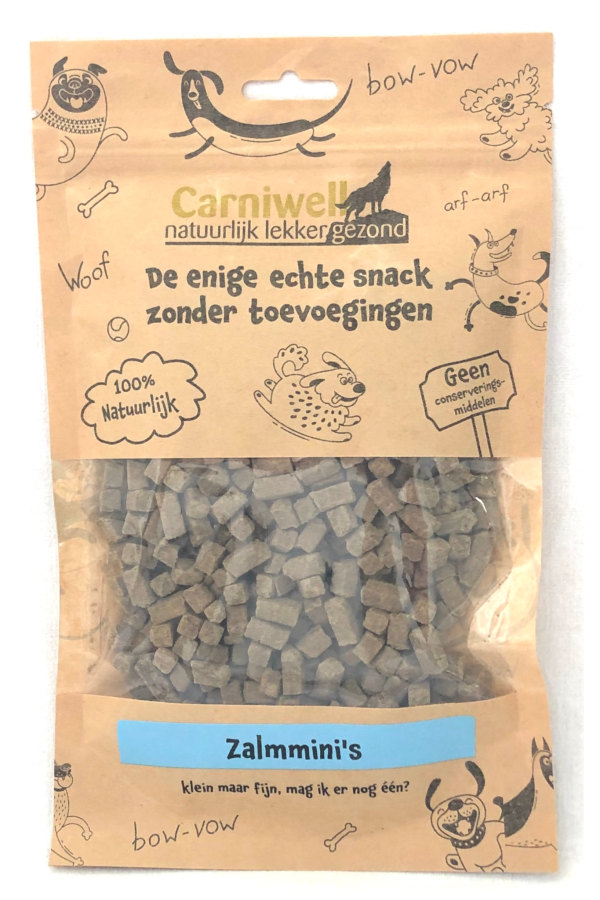 bow-vow
Carniwell
natuurlijk lekker gezond
arf-arf
Woof
De enige echte snack
zonder toevoegingen
100%
Natuurlijk
Geen
conserverings-
middelen
Zalmmini's
klein maar fijn, mag ik er nog één?
bow-vow